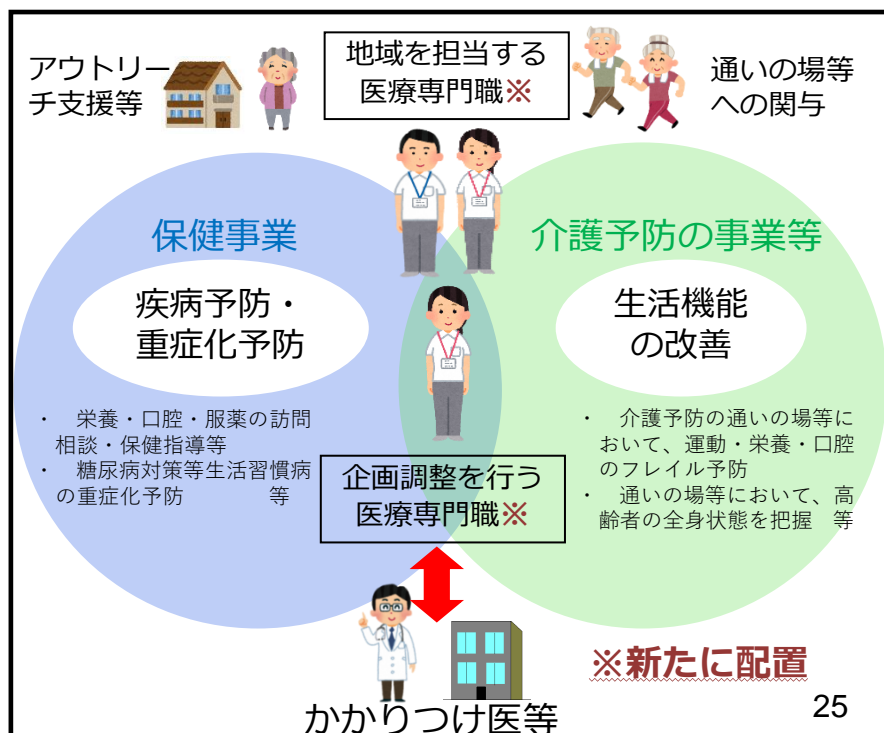 アウトリー
チ支援等
地域を担当する
医療専門職※
通いの場等
への関与
保健事業
疾病予防・
重症化予防
・　栄養・口腔・服薬の訪問
相談・保健指導等
・　糖尿病対策等生活習慣病
の重症化予防　　　　等
介護予防の事業等
生活機能
の改善
・　介護予防の通いの場等に
おいて、運動・栄養・口腔
のフレイル予防
・　通いの場等において、高
齢者の全身状態を把握　等
企画調整を行う
医療専門職※
かかりつけ医等
※新たに配置
25